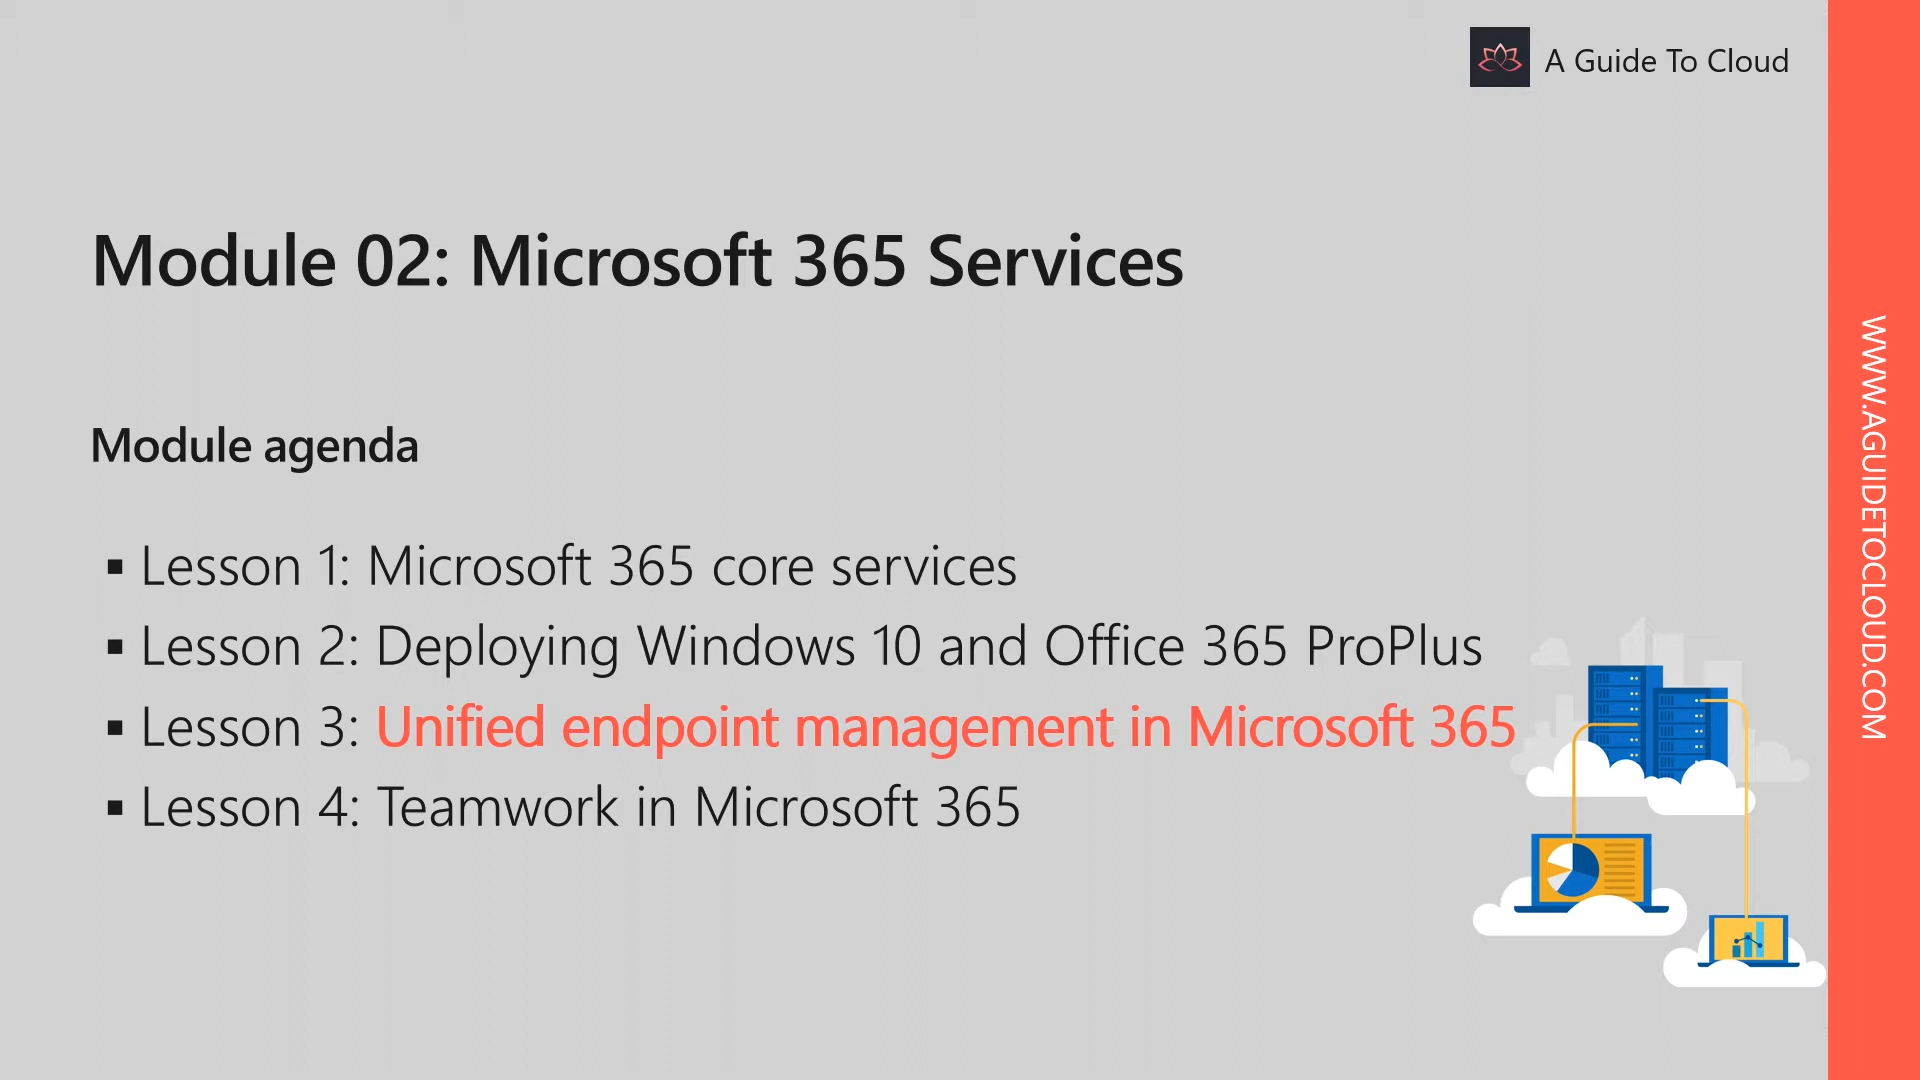 A Guide To Cloud
Module 02: Microsoft 365 Services
Module agenda
▪ Lesson 1: Microsoft 365 core services
▪ Lesson 2: Deploying Windows 10 and Office 365 ProPlus
▪ Lesson 3: Unified endpoint management in Microsoft 365
▪ Lesson 4: Teamwork in Microsoft 365
WWW.AGUIDETOCLOUD.COM